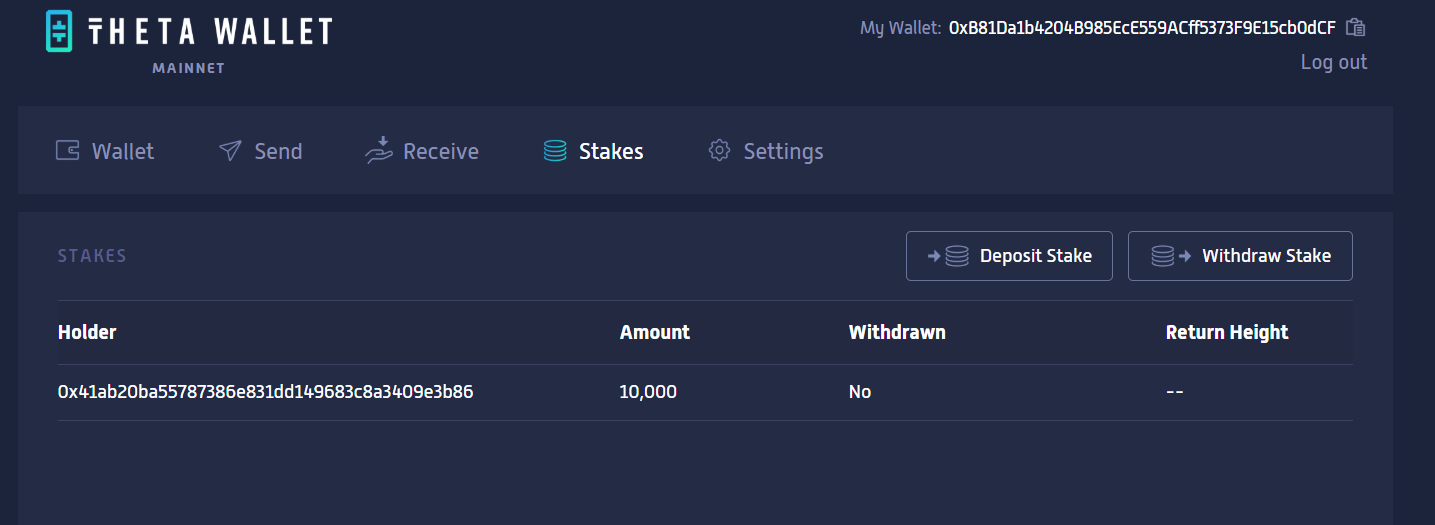 THETA WALLET
MAINNET
My Wallet: 0xB81Da1b4204B985EcE559ACff5373F9E15cb0dCF
Log out
Wallet Send Receive Stakes Settings
STAKES Deposit Stake Withdraw Stake
Holder Amount Withdrawn Return Height
0x41ab20ba55787386e831dd149683c8a3409e3b86 10,000 No --